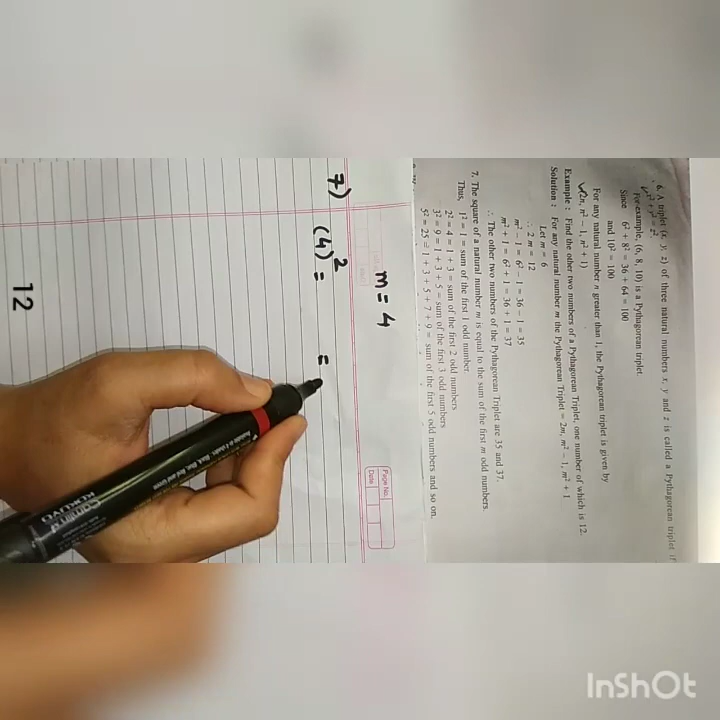 6. A triplet (x, y, z) of three natural numbers x, y and z is called a Pythagorean triplet if
x² + y² = z²
For example, (6, 8, 10) is a Pythagorean triplet.
Since 6² + 8² = 36 + 64 = 100
and 10² = 100
For any natural number n greater than 1, the Pythagorean triplet is given by
(2n, n² − 1, n² + 1)
Example : Find the other two numbers of a Pythagorean Triplet, one number of which is 12.
Solution : For any natural number m the Pythagorean Triplet = 2m, m² − 1, m² + 1
Let m = 6
∴ 2 m = 12
m² − 1 = 6² − 1 = 36 − 1 = 35
m² + 1 = 6² + 1 = 36 + 1 = 37
∴ The other two numbers of the Pythagorean Triplet are 35 and 37.
7. The square of a natural number m is equal to the sum of the first m odd numbers.
Thus, 1² = 1 = sum of the first 1 odd number
2² = 4 = 1 + 3 = sum of the first 2 odd numbers
3² = 9 = 1 + 3 + 5 = sum of the first 3 odd numbers
5² = 25 = 1 + 3 + 5 + 7 + 9 = sum of the first 5 odd numbers and so on.
Page No.
Date
m = 4
7) (4)² = =
12
Camlin
KOKUYO
InShOt